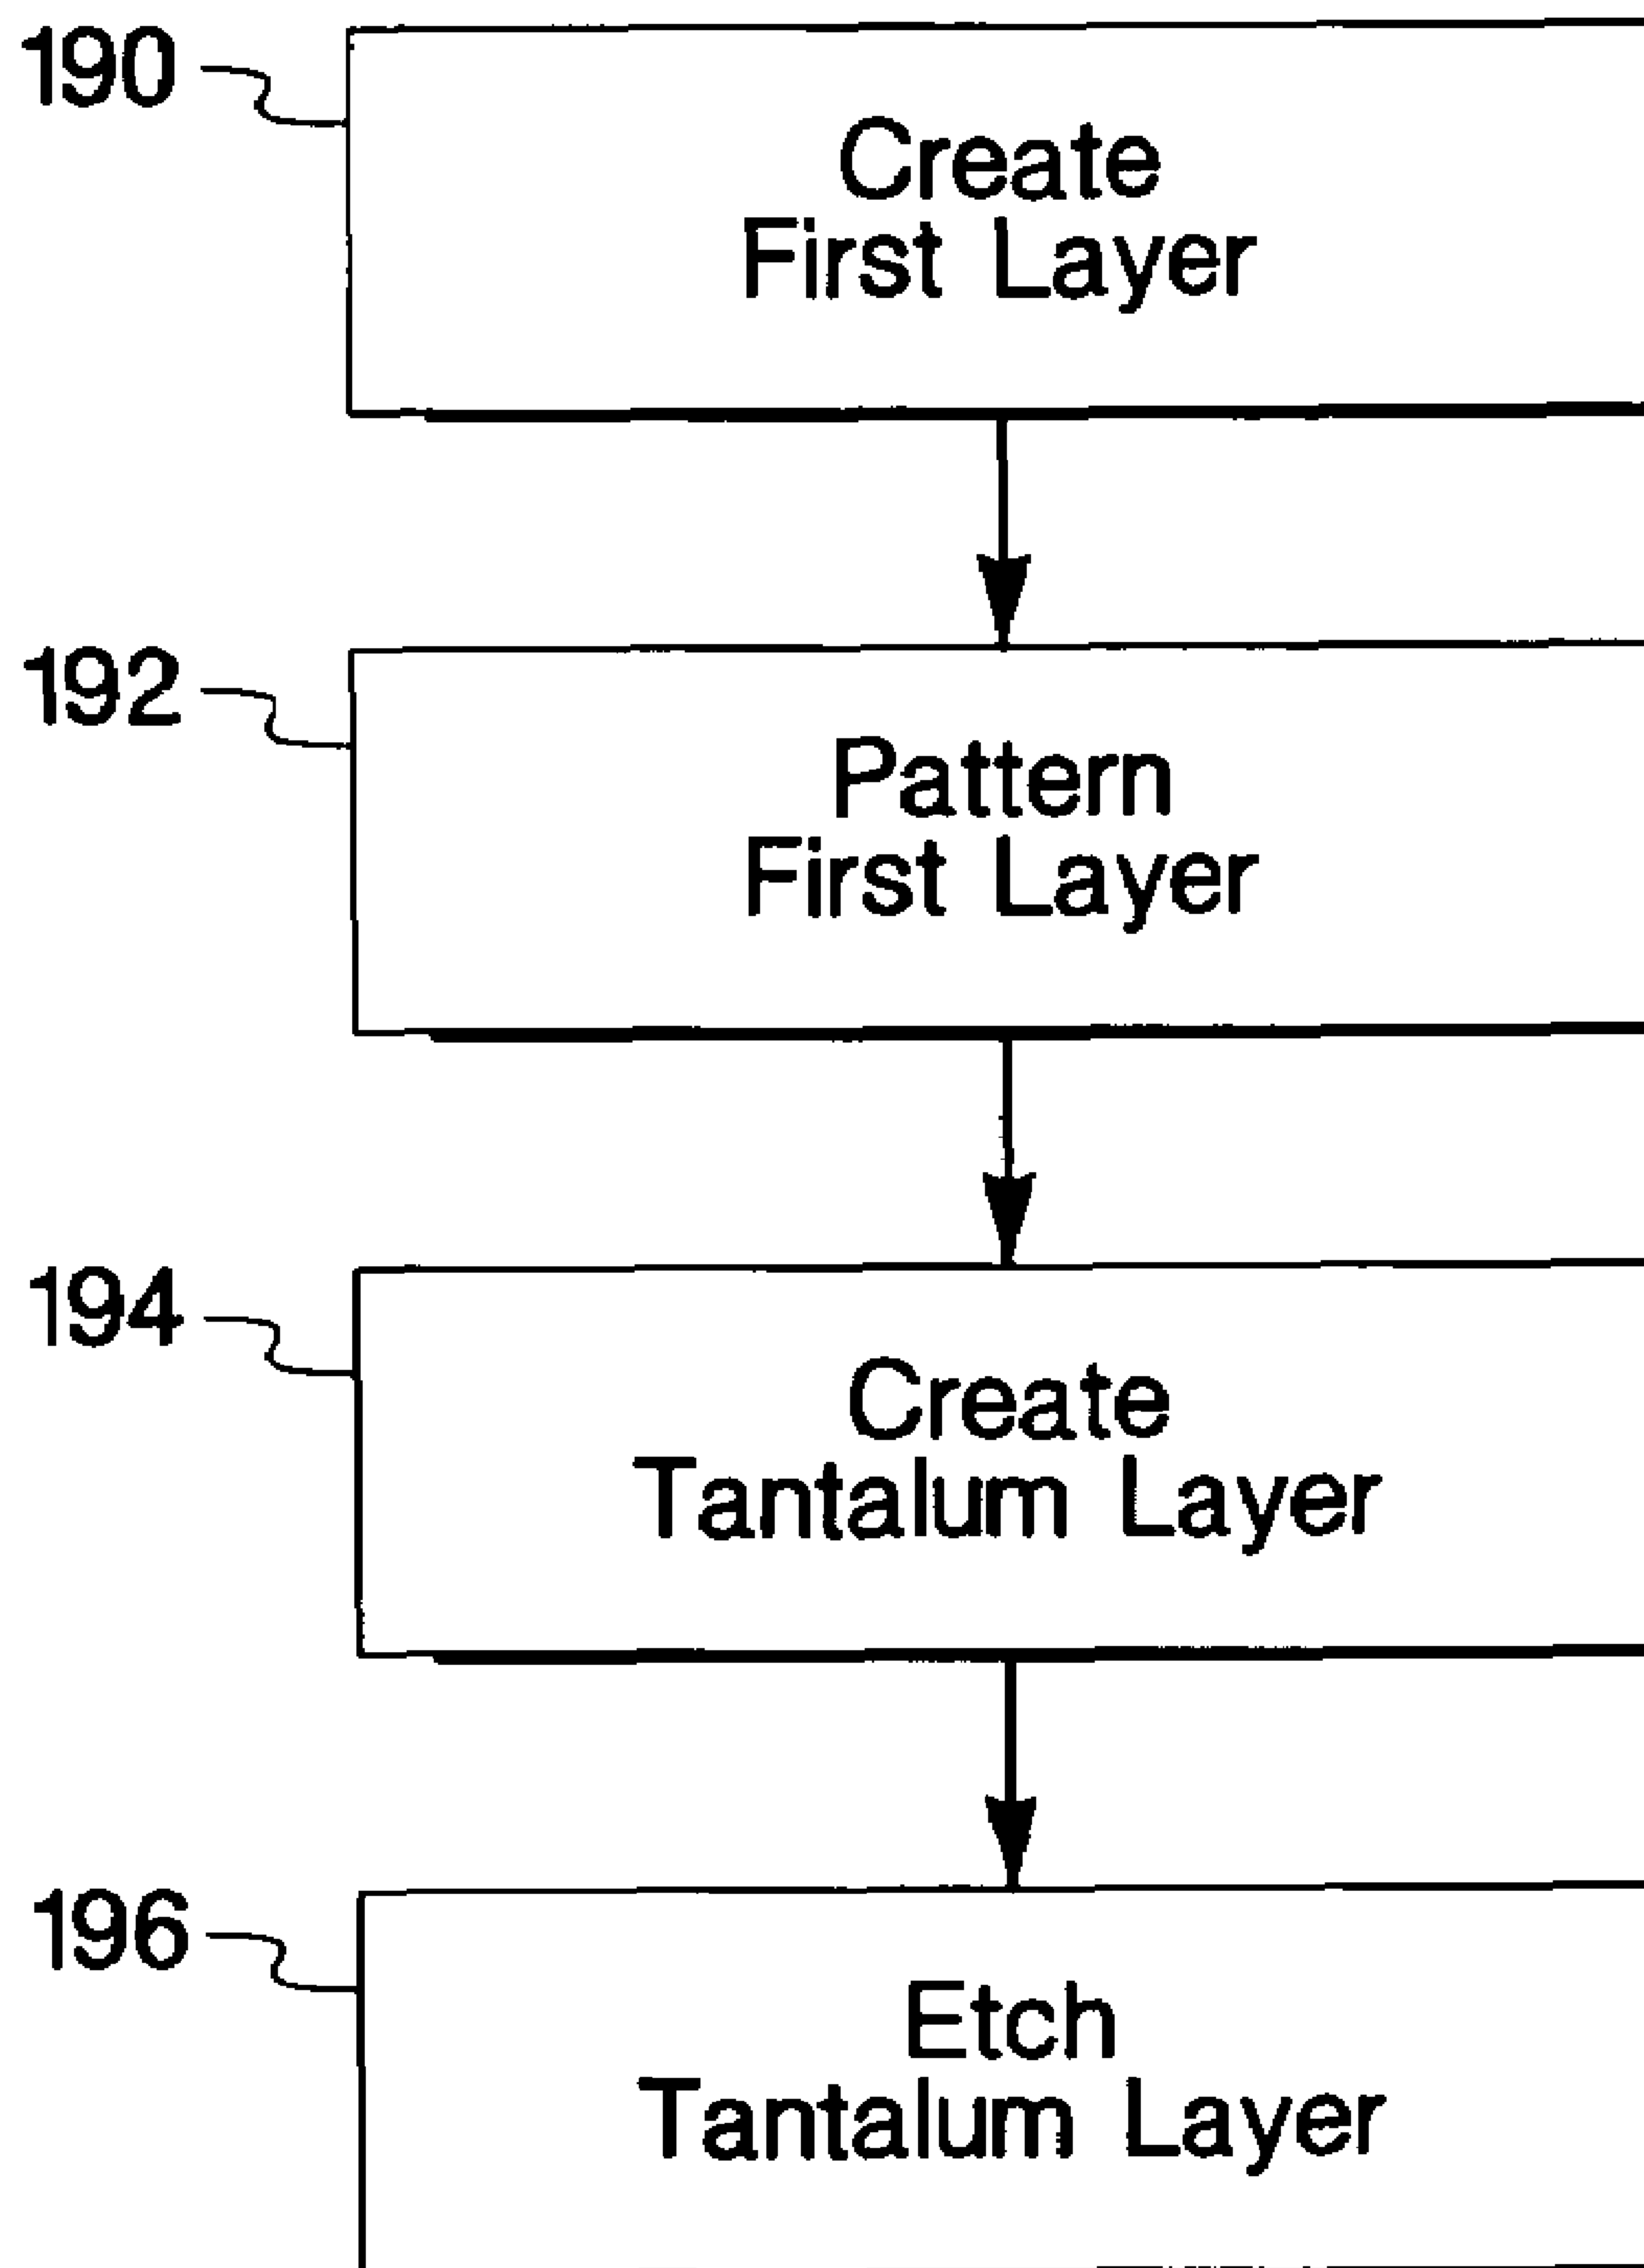 190
Create
First Layer
192
Pattern
First Layer
194
Create
Tantalum Layer
196
Etch
Tantalum Layer